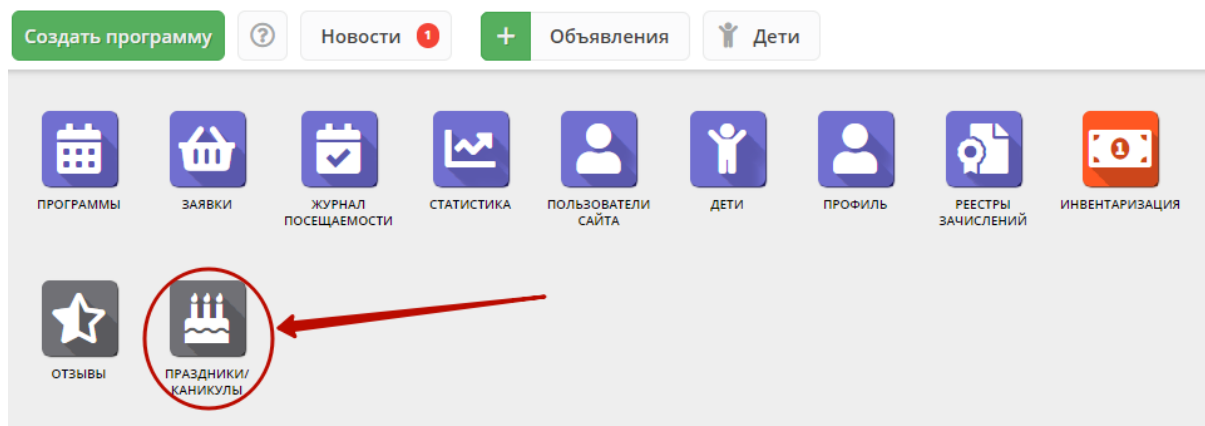 Создать программу
?
Новости 1
+ Объявления
Дети
ПРОГРАММЫ
ЗАЯВКИ
ЖУРНАЛ
ПОСЕЩАЕМОСТИ
СТАТИСТИКА
ПОЛЬЗОВАТЕЛИ
САЙТА
ДЕТИ
ПРОФИЛЬ
РЕЕСТРЫ
ЗАЧИСЛЕНИЙ
1
ИНВЕНТАРИЗАЦИЯ
ОТЗЫВЫ
ПРАЗДНИКИ/
КАНИКУЛЫ